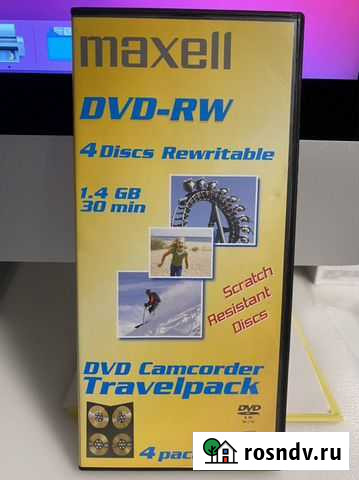 maxell
DVD-RW
4 Discs Rewritable
1.4 GB
30 min
Scratch
Resistant
Discs
DVD Camcorder
Travelpack
DVD
4 pac
rosndv.ru